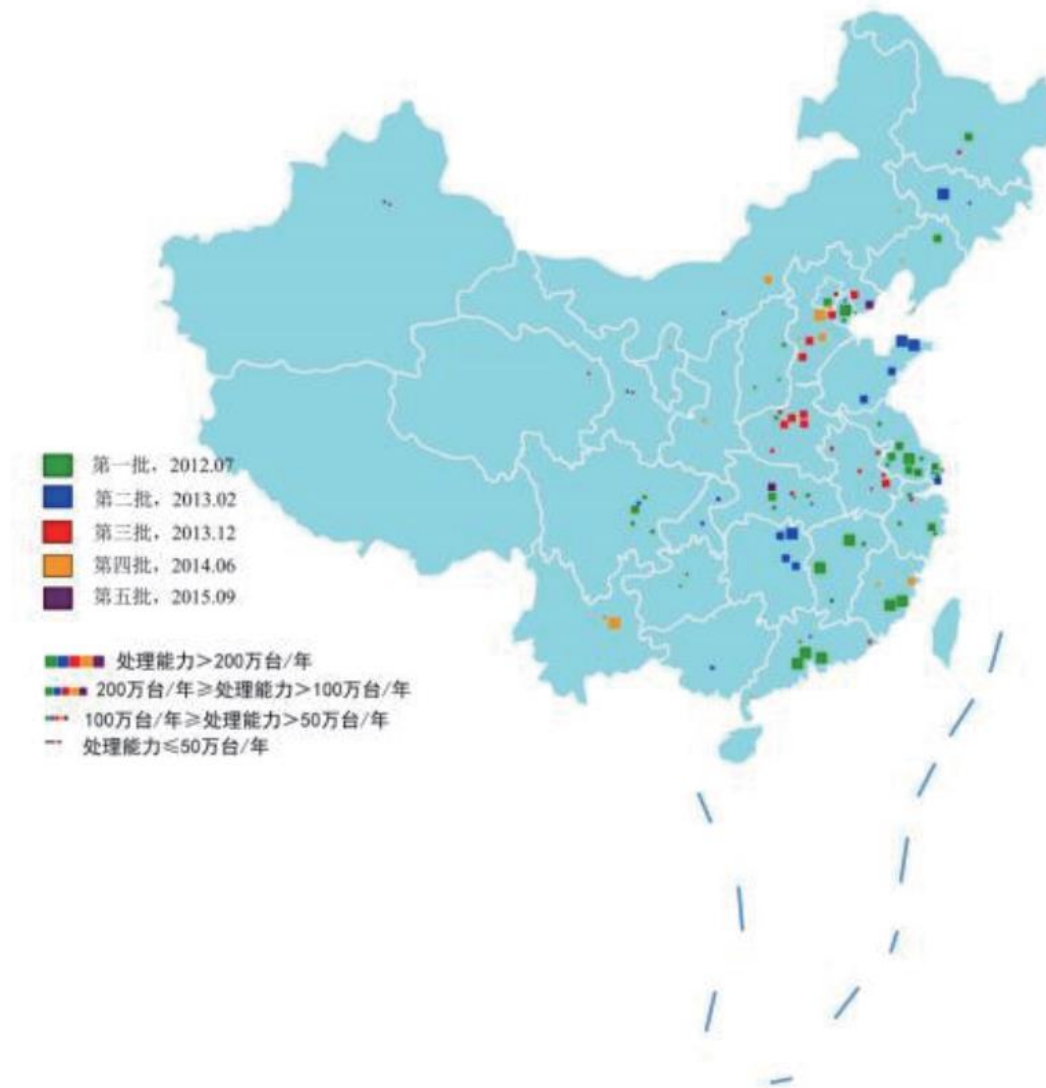 第一批，2012.07
第二批，2013.02
第三批，2013.12
第四批，2014.06
第五批，2015.09
处理能力＞200万台/年
200万台/年≥处理能力＞100万台/年
100万台/年≥处理能力＞50万台/年
处理能力≤50万台/年